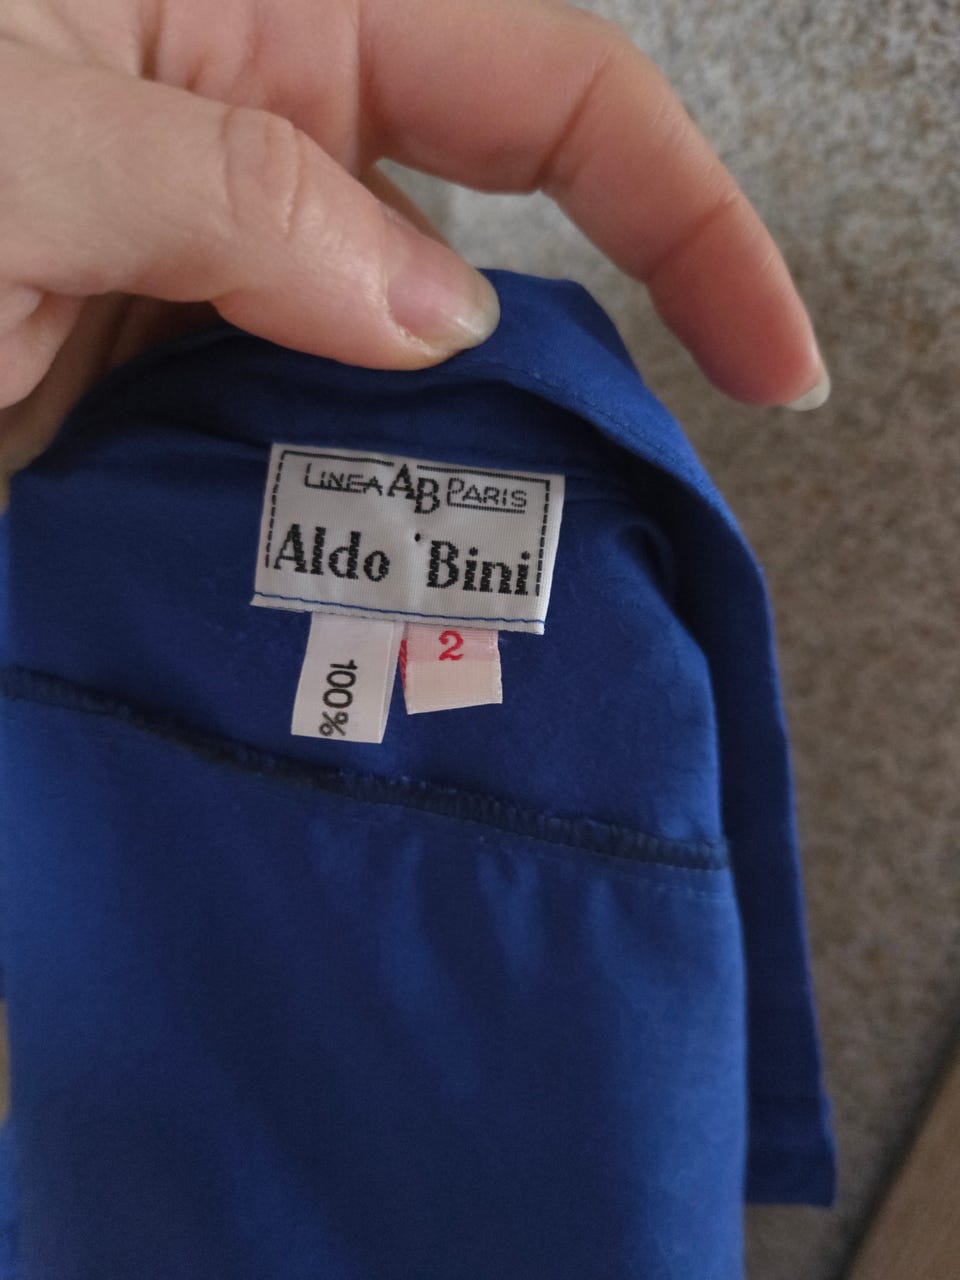 LINEA AB PARIS
Aldo Bini
2
100%